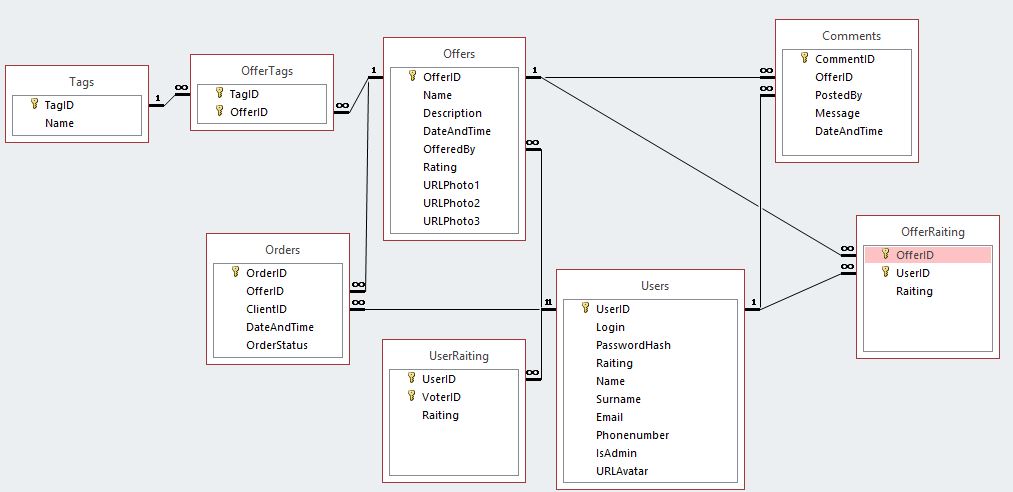 Tags
TagID
Name
OfferTags
TagID
OfferID
Offers
OfferID
Name
Description
DateAndTime
OfferedBy
Rating
URLPhoto1
URLPhoto2
URLPhoto3
Comments
CommentID
OfferID
PostedBy
Message
DateAndTime
Orders
OrderID
OfferID
ClientID
DateAndTime
OrderStatus
UserRaiting
UserID
VoterID
Raiting
Users
UserID
Login
PasswordHash
Raiting
Name
Surname
Email
Phonenumber
IsAdmin
URLAvatar
OfferRaiting
OfferID
UserID
Raiting
1
∞
∞
1
1
∞
∞
∞
∞
∞
∞
∞
11
1
∞
∞